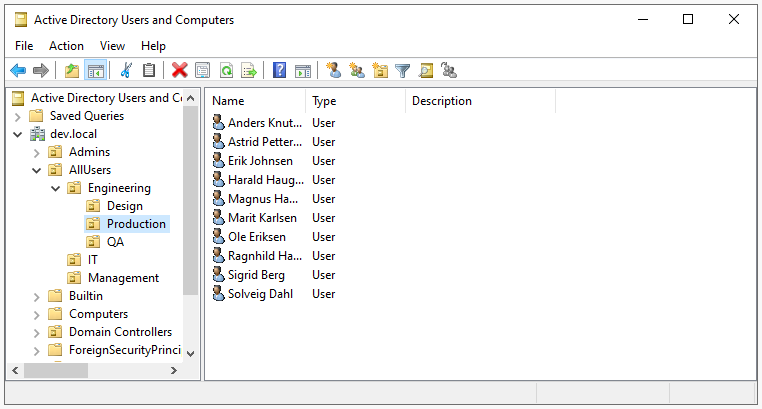 Active Directory Users and Computers
File Action View Help
Active Directory Users and Co
Saved Queries
dev.local
Admins
AllUsers
Engineering
Design
Production
QA
IT
Management
Builtin
Computers
Domain Controllers
ForeignSecurityPrinci
Name Type Description
Anders Knut... User
Astrid Petter... User
Erik Johnsen User
Harald Haug... User
Magnus Ha... User
Marit Karlsen User
Ole Eriksen User
Ragnhild Ha... User
Sigrid Berg User
Solveig Dahl User